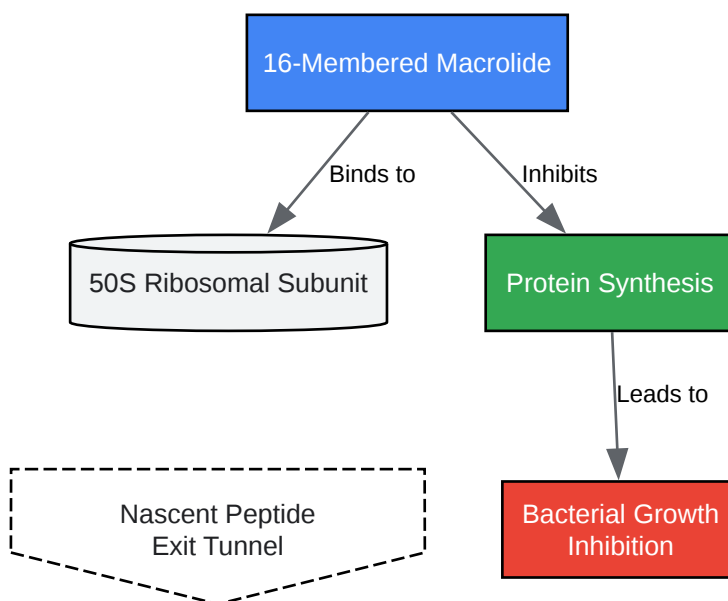 16-Membered Macrolide
Binds to
Inhibits
50S Ribosomal Subunit
Protein Synthesis
Leads to
Nascent Peptide
Exit Tunnel
Bacterial Growth
Inhibition